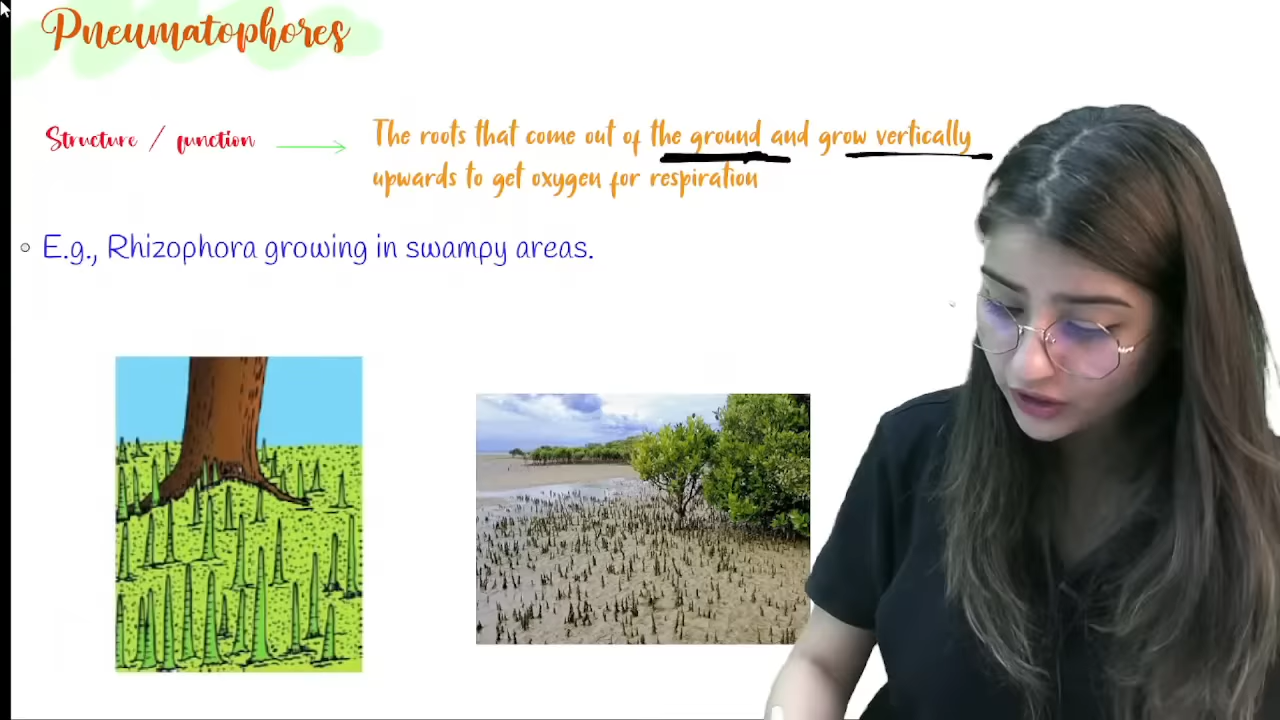 Pneumatophores
Structure / function
The roots that come out of the ground and grow vertically
upwards to get oxygen for respiration
E.g., Rhizophora growing in swampy areas.